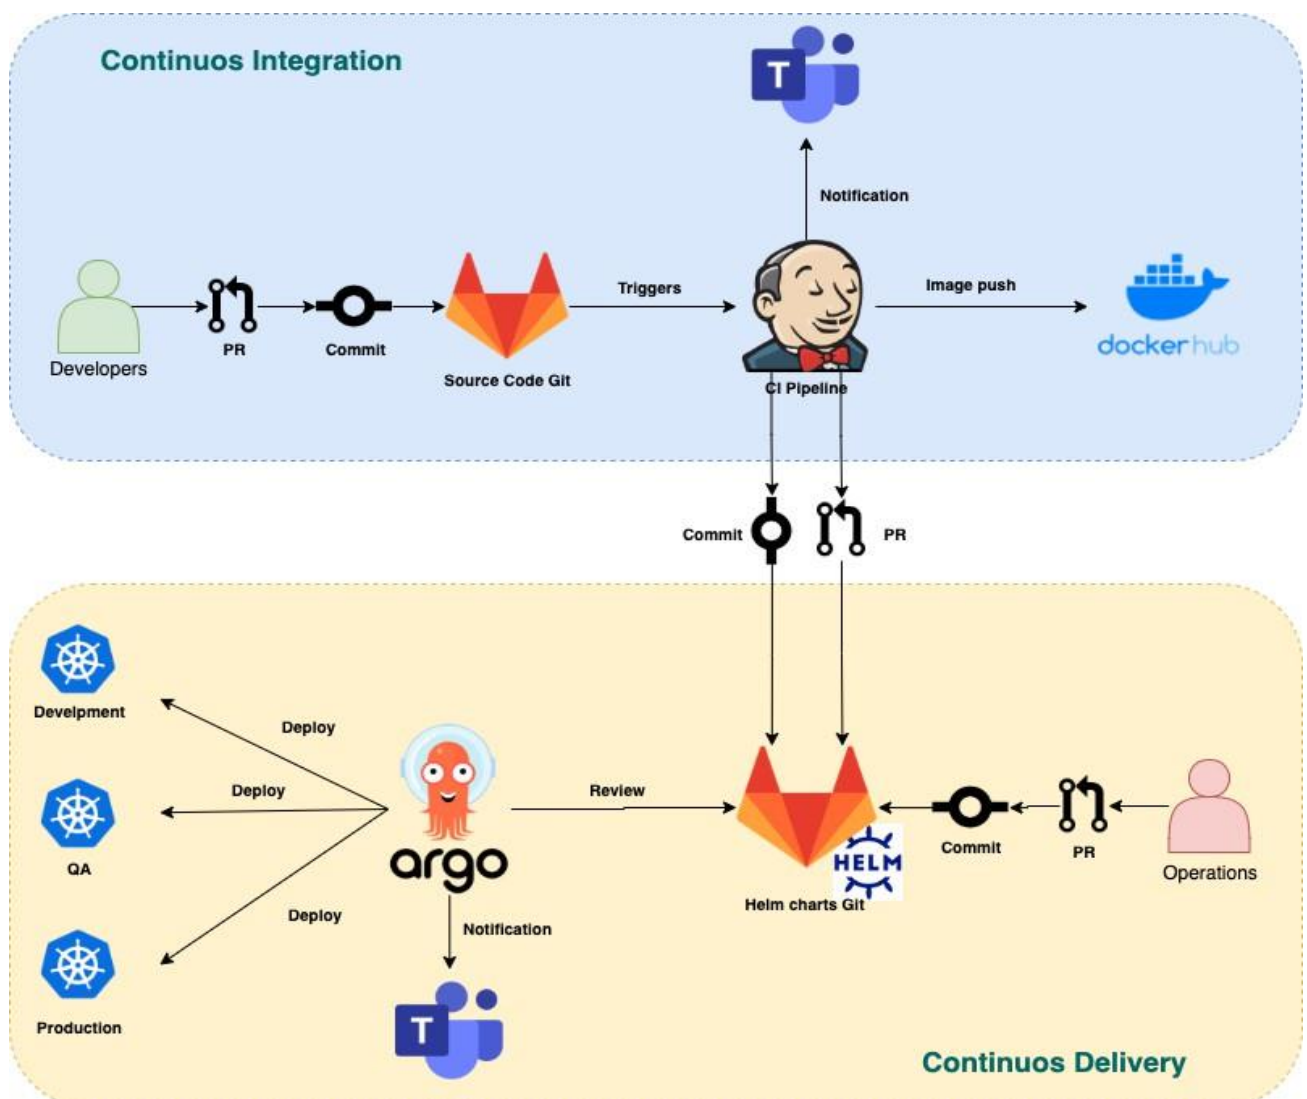 Continuos Integration
T
Notification
Triggers
Image push
docker hub
Developers
PR
Commit
Source Code Git
CI Pipeline
Commit
PR
Develpment
Deploy
Deploy
Review
QA
argo
HELM
Commit
PR
Operations
Helm charts Git
Deploy
Notification
Production
T
Continuos Delivery